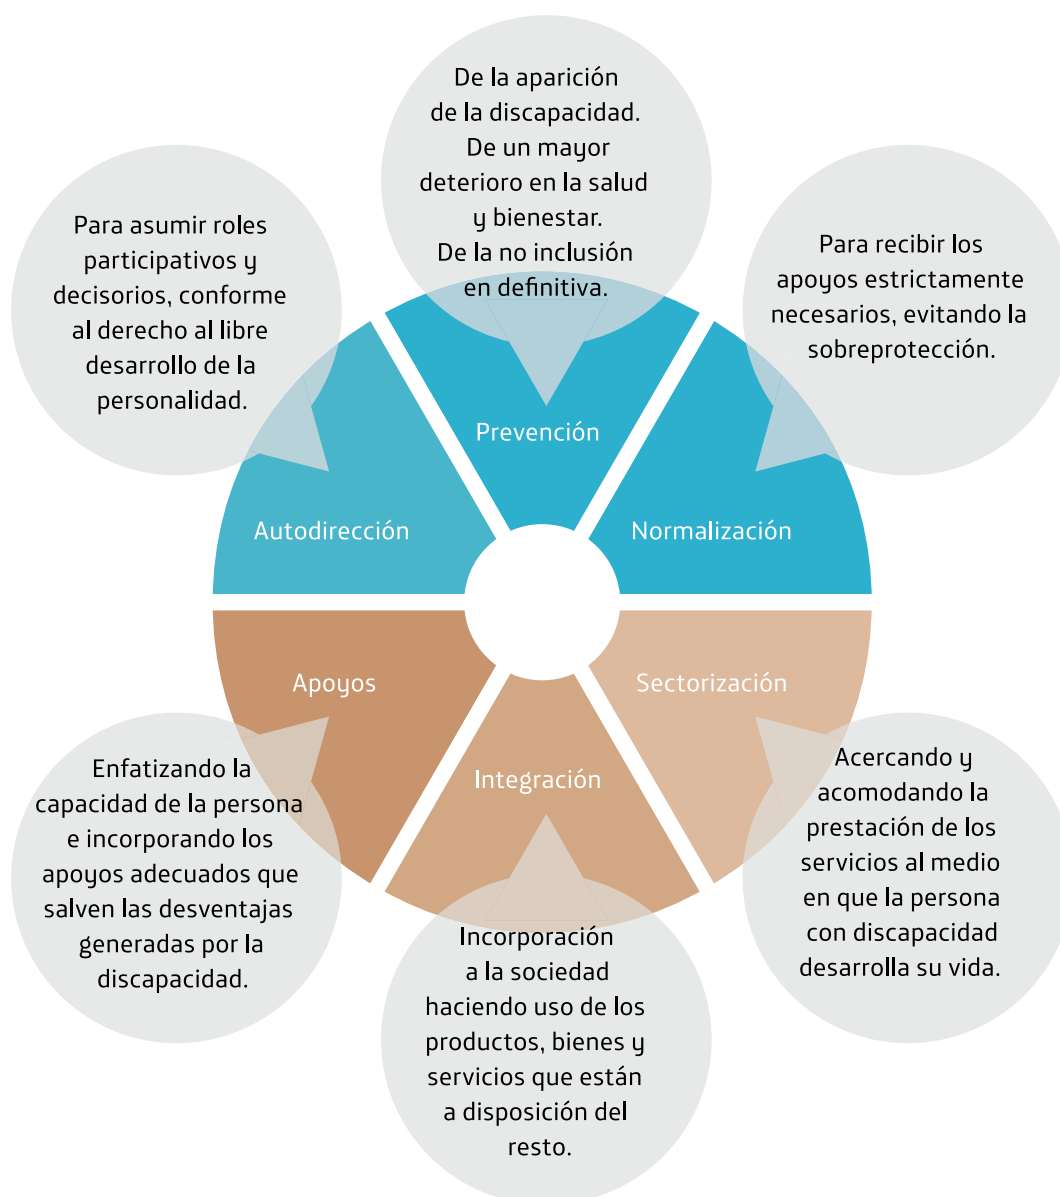 De la aparición
de la discapacidad.
De un mayor
deterioro en la salud
y bienestar.
De la no inclusión
en definitiva.
Prevención
Para recibir los
apoyos estrictamente
necesarios, evitando la
sobreprotección.
Normalización
Acercando y
acomodando la
prestación de los
servicios al medio
en que la persona
con discapacidad
desarrolla su vida.
Sectorización
Integración
Incorporación
a la sociedad
haciendo uso de los
productos, bienes y
servicios que están
a disposición del
resto.
Apoyos
Enfatizando la
capacidad de la persona
e incorporando los
apoyos adecuados que
salven las desventajas
generadas por la
discapacidad.
Para asumir roles
participativos y
decisorios, conforme
al derecho al libre
desarrollo de la
personalidad.
Autodirección